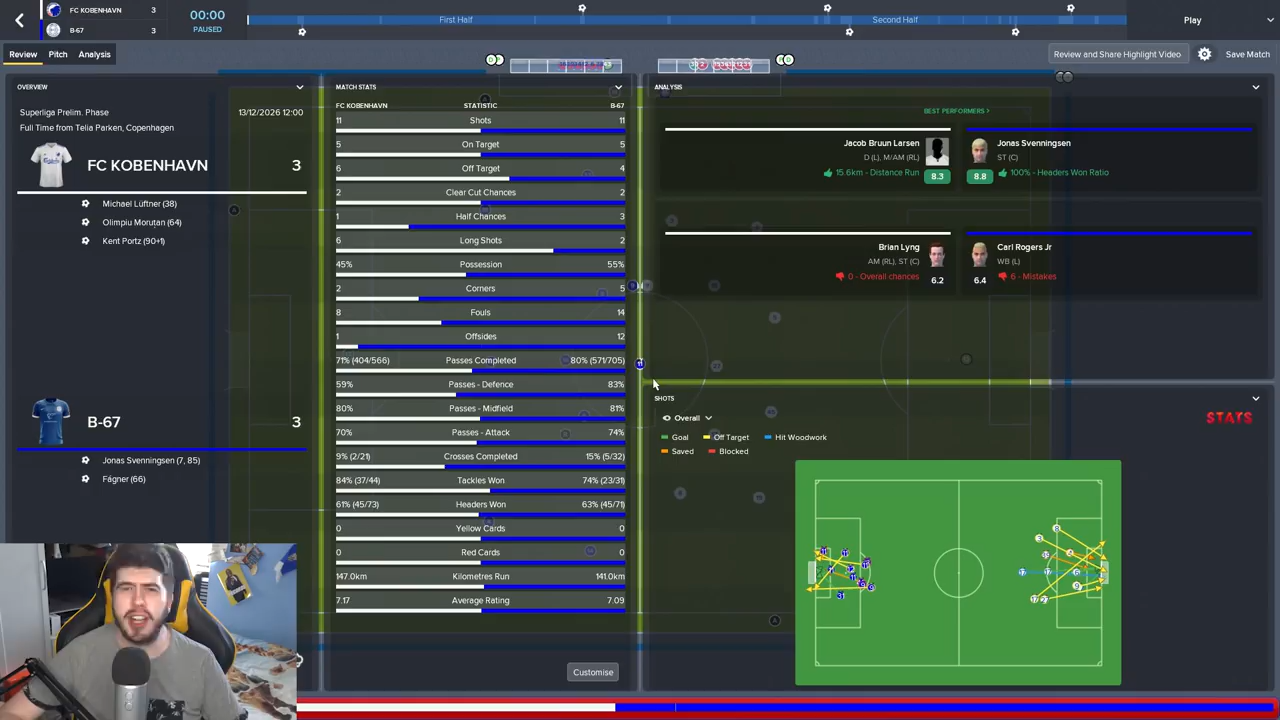 FC KOBENHAVN 3
B-67 3
00:00
PAUSED
First Half
Second Half
Play
Review Pitch Analysis
Review and Share Highlight Video
Save Match
OVERVIEW
Superliga Prelim. Phase
13/12/2026 12:00
Full Time from Telia Parken, Copenhagen
FC KOBENHAVN 3
Michael Lüftner (38)
Olimpiu Moruțan (64)
Kent Portz (90+1)
B-67 3
Jonas Svenningsen (7, 85)
Fágner (66)
MATCH STATS
FC KOBENHAVN STATISTIC B-67
11 Shots 11
5 On Target 5
6 Off Target 4
2 Clear Cut Chances 2
1 Half Chances 3
6 Long Shots 2
45% Possession 55%
2 Corners 5
8 Fouls 14
1 Offsides 12
71% (404/566) Passes Completed 80% (571/705)
59% Passes - Defence 83%
80% Passes - Midfield 81%
70% Passes - Attack 74%
9% (2/21) Crosses Completed 15% (5/32)
84% (37/44) Tackles Won 74% (23/31)
61% (45/73) Headers Won 63% (45/71)
0 Yellow Cards 0
0 Red Cards 0
147.0km Kilometres Run 141.0km
7.17 Average Rating 7.09
Customise
ANALYSIS
BEST PERFORMERS >
Jacob Bruun Larsen
D (L), M/AM (RL)
15.6km - Distance Run
8.3
Jonas Svenningsen
ST (C)
8.8
100% - Headers Won Ratio
Brian Lyng
AM (RL), ST (C)
0 - Overall chances
6.2
Carl Rogers Jr
WB (L)
6.4
6 - Mistakes
SHOTS
Overall
STATS
Goal Off Target Hit Woodwork
Saved Blocked